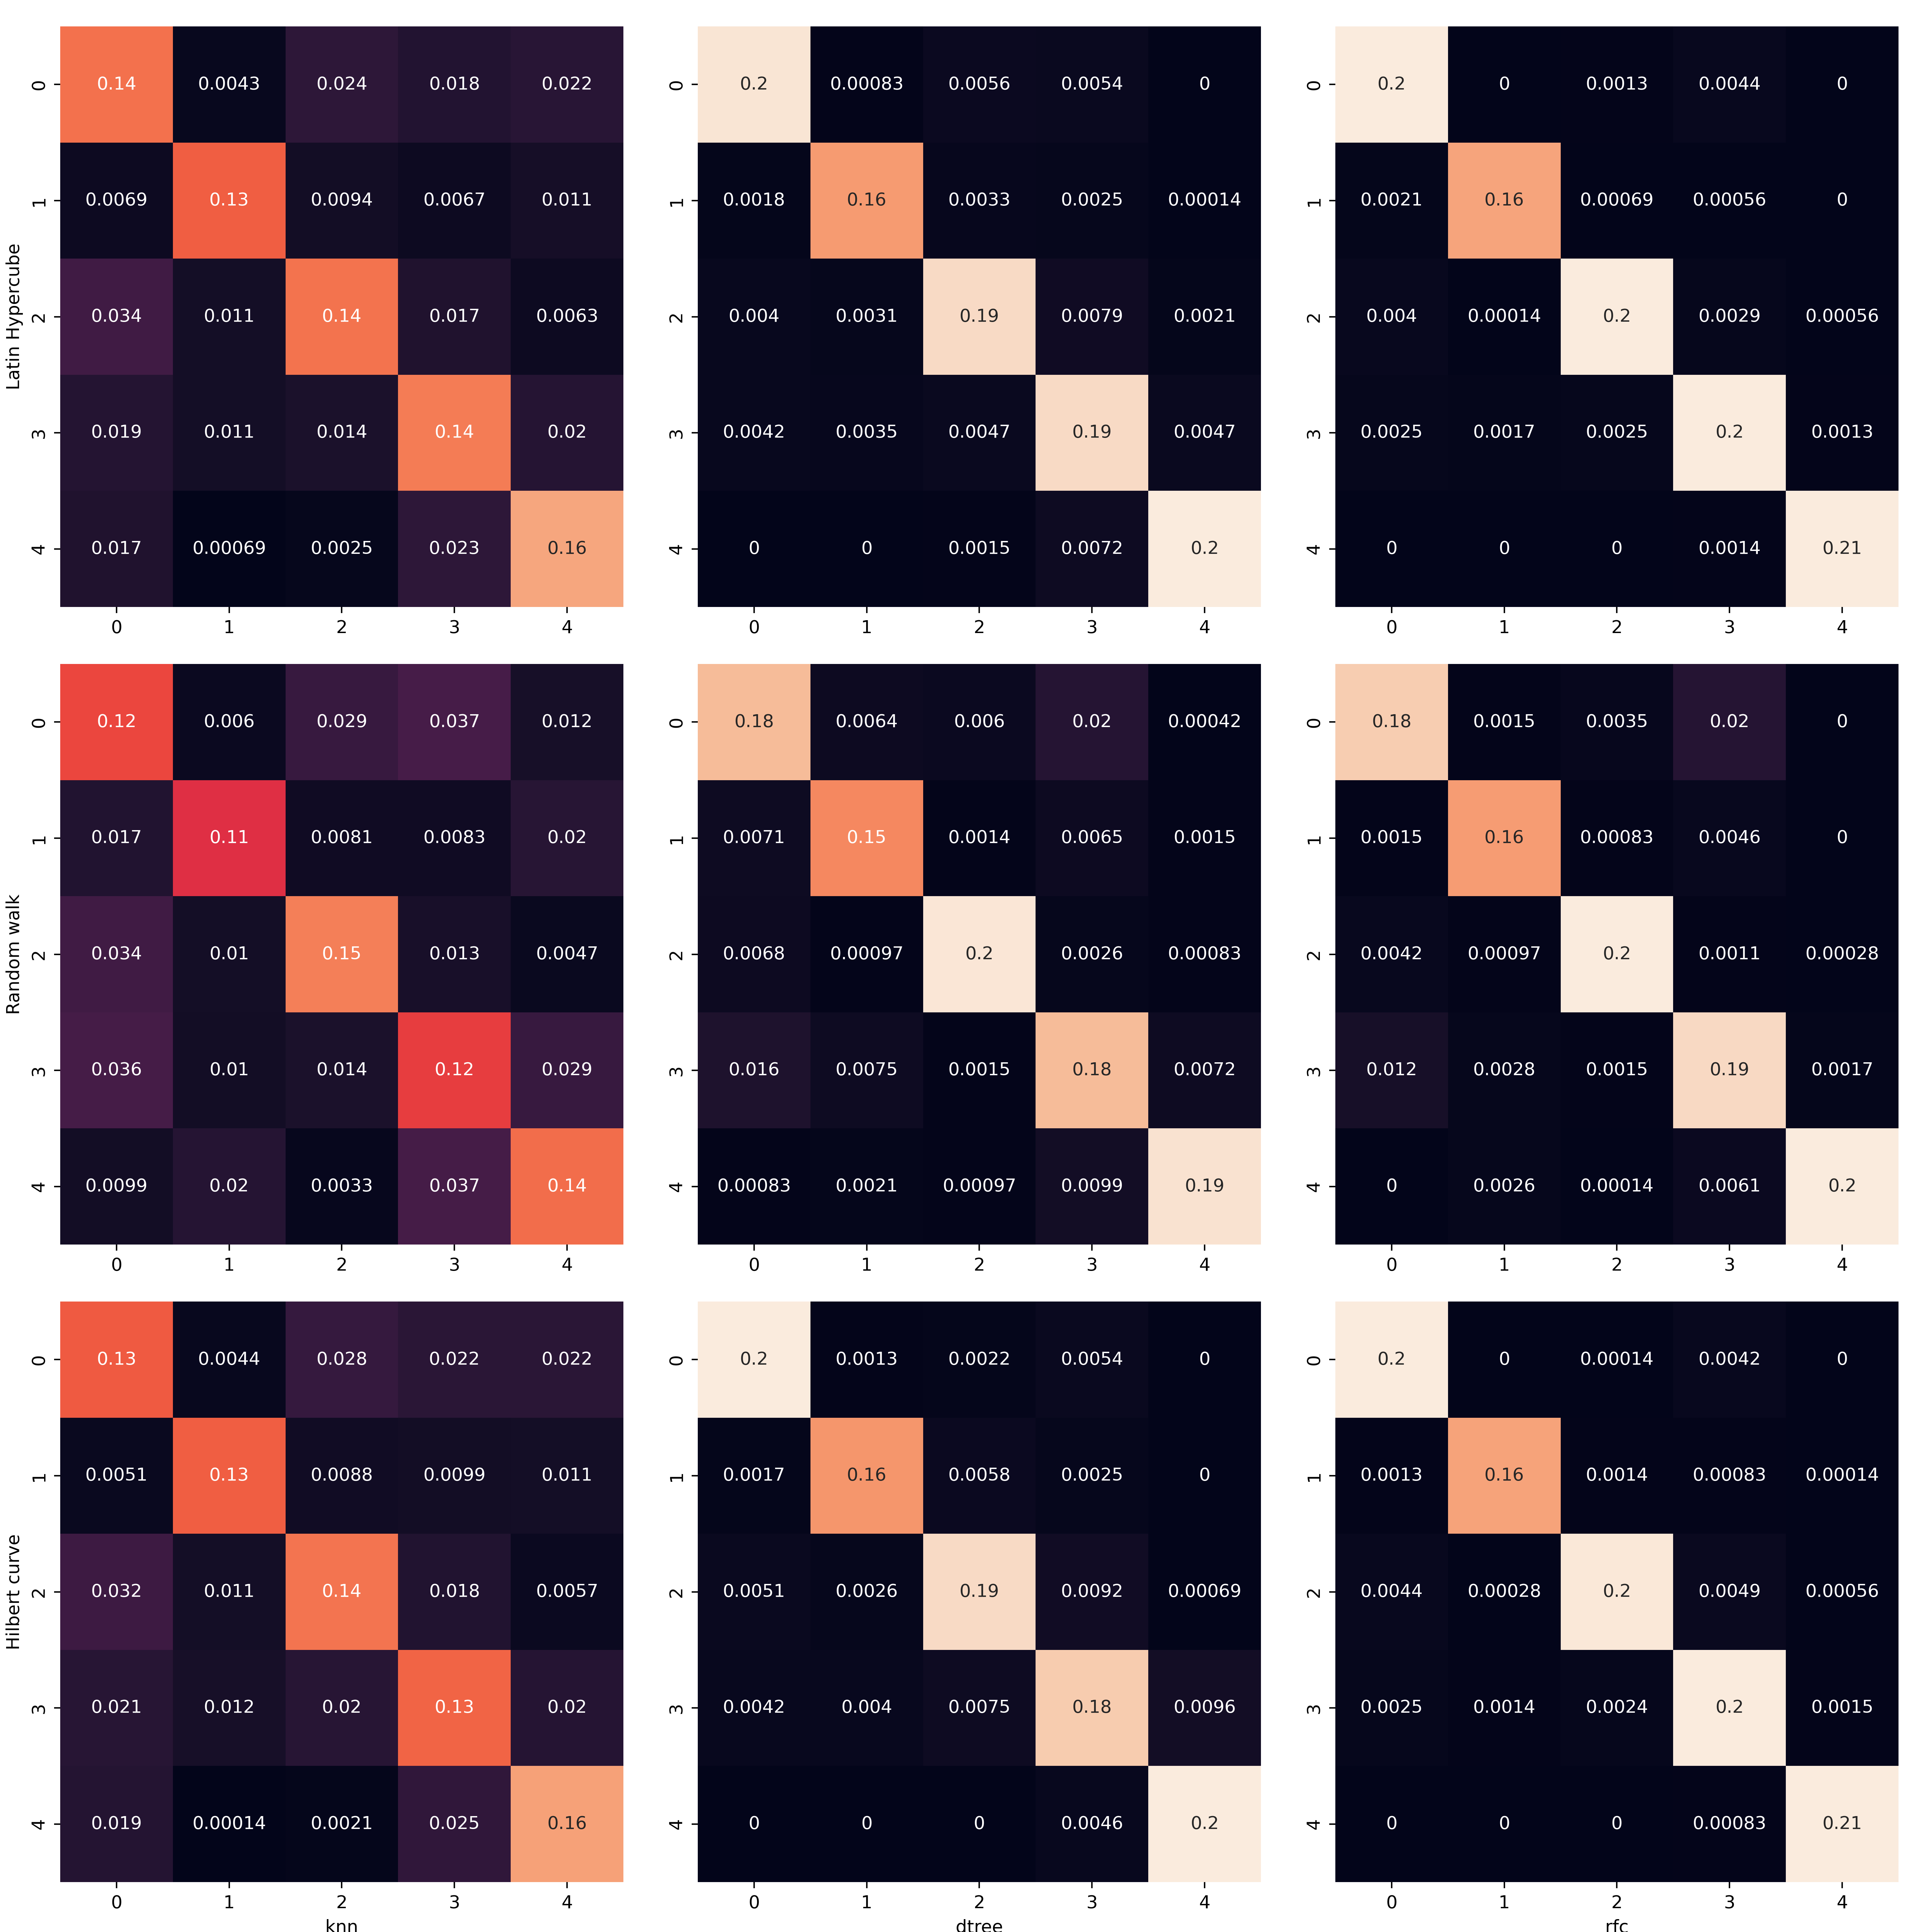 0 0.14 0.0043 0.024 0.018 0.022 0 0.2 0.00083 0.0056 0.0054 0 0 0.2 0 0.0013 0.0044 0
1 0.0069 0.13 0.0094 0.0067 0.011 1 0.0018 0.16 0.0033 0.0025 0.00014 1 0.0021 0.16 0.00069 0.00056 0
Latin Hypercube
2 0.034 0.011 0.14 0.017 0.0063 2 0.004 0.0031 0.19 0.0079 0.0021 2 0.004 0.00014 0.2 0.0029 0.00056
3 0.019 0.011 0.014 0.14 0.02 3 0.0042 0.0035 0.0047 0.19 0.0047 3 0.0025 0.0017 0.0025 0.2 0.0013
4 0.017 0.00069 0.0025 0.023 0.16 4 0 0 0.0015 0.0072 0.2 4 0 0 0 0.0014 0.21
0 1 2 3 4 0 1 2 3 4 0 1 2 3 4
0 0.12 0.006 0.029 0.037 0.012 0 0.18 0.0064 0.006 0.02 0.00042 0 0.18 0.0015 0.0035 0.02 0
1 0.017 0.11 0.0081 0.0083 0.02 1 0.0071 0.15 0.0014 0.0065 0.0015 1 0.0015 0.16 0.00083 0.0046 0
Random walk
2 0.034 0.01 0.15 0.013 0.0047 2 0.0068 0.00097 0.2 0.0026 0.00083 2 0.0042 0.00097 0.2 0.0011 0.00028
3 0.036 0.01 0.014 0.12 0.029 3 0.016 0.0075 0.0015 0.18 0.0072 3 0.012 0.0028 0.0015 0.19 0.0017
4 0.0099 0.02 0.0033 0.037 0.14 4 0.00083 0.0021 0.00097 0.0099 0.19 4 0 0.0026 0.00014 0.0061 0.2
0 1 2 3 4 0 1 2 3 4 0 1 2 3 4
0 0.13 0.0044 0.028 0.022 0.022 0 0.2 0.0013 0.0022 0.0054 0 0 0.2 0 0.00014 0.0042 0
1 0.0051 0.13 0.0088 0.0099 0.011 1 0.0017 0.16 0.0058 0.0025 0 1 0.0013 0.16 0.0014 0.00083 0.00014
Hilbert curve
2 0.032 0.011 0.14 0.018 0.0057 2 0.0051 0.0026 0.19 0.0092 0.00069 2 0.0044 0.00028 0.2 0.0049 0.00056
3 0.021 0.012 0.02 0.13 0.02 3 0.0042 0.004 0.0075 0.18 0.0096 3 0.0025 0.0014 0.0024 0.2 0.0015
4 0.019 0.00014 0.0021 0.025 0.16 4 0 0 0 0.0046 0.2 4 0 0 0 0.00083 0.21
0 1 2 3 4 0 1 2 3 4 0 1 2 3 4
knn dtree rfc